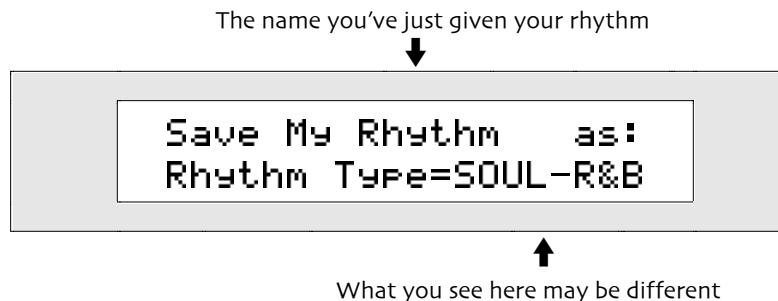 The name you’ve just given your rhythm
Save My Rhythm as:
Rhythm Type=SOUL-R&B
What you see here may be different